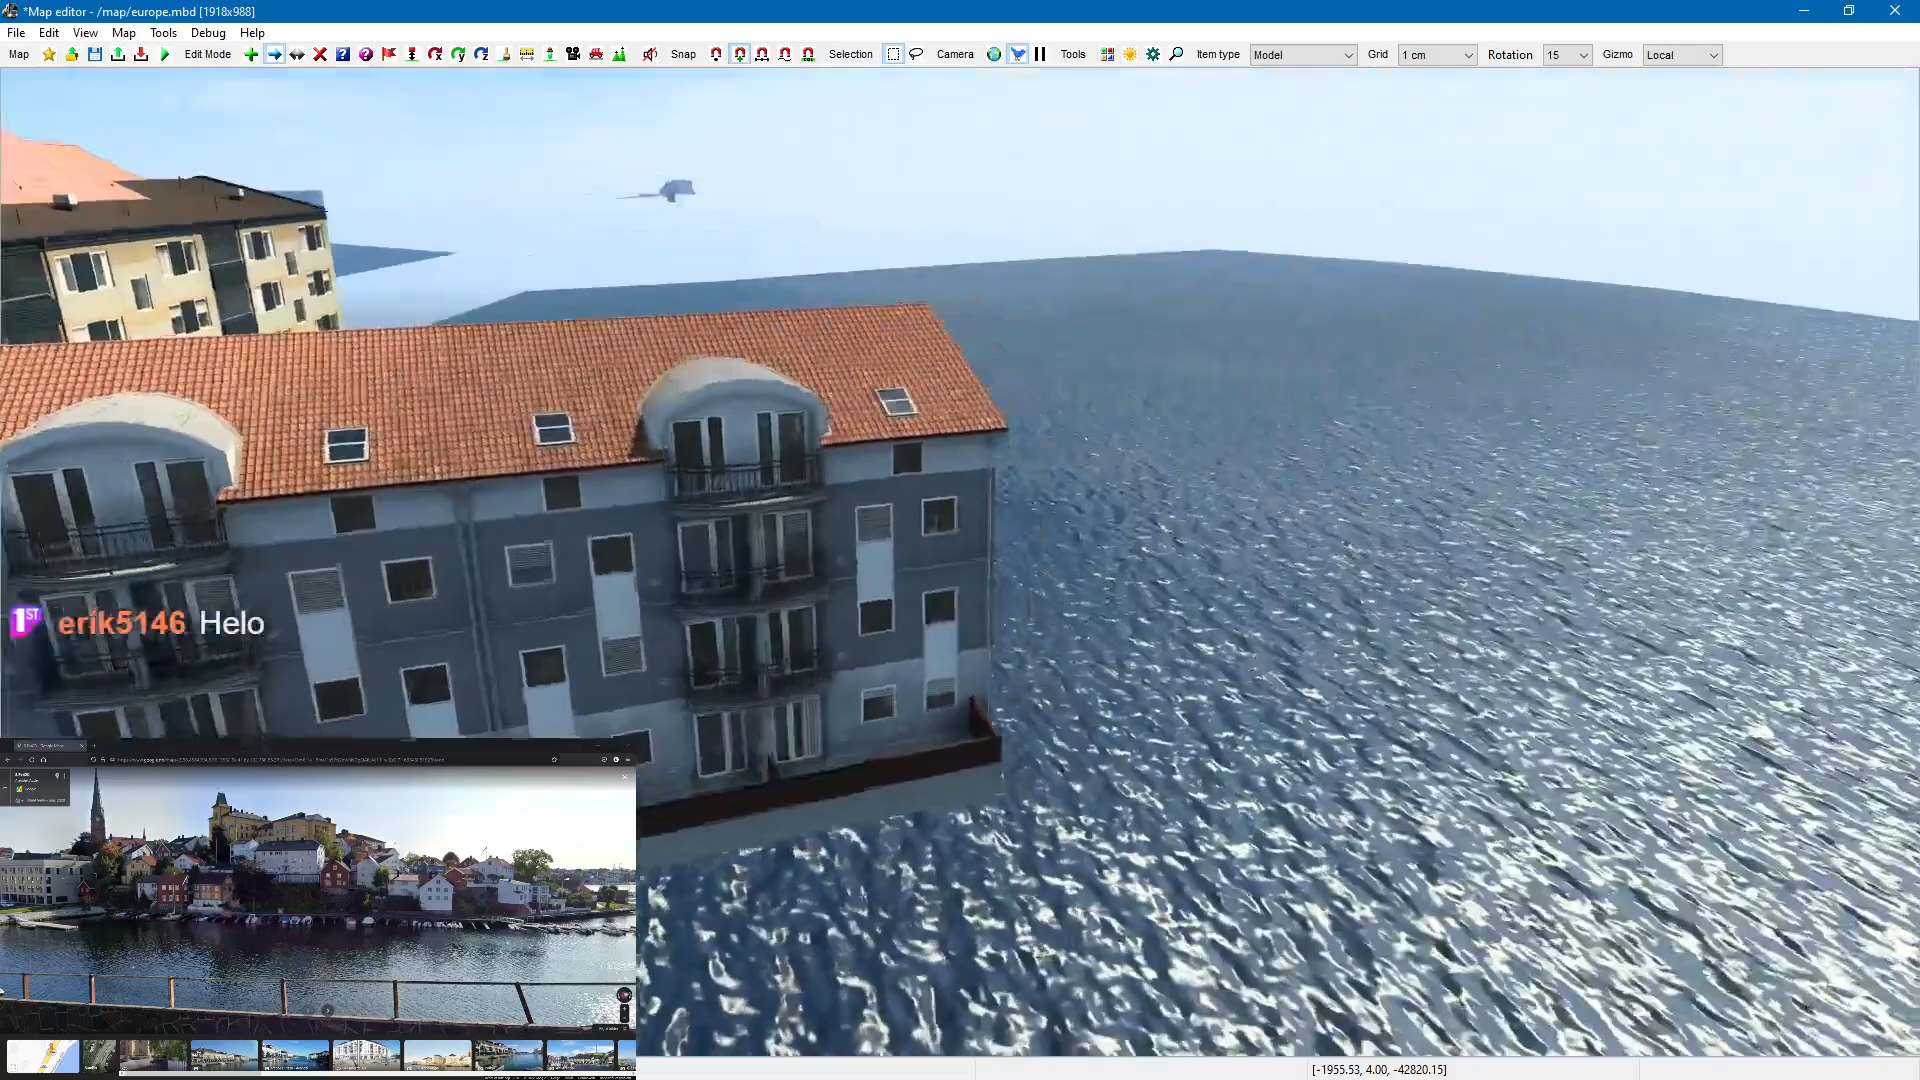 *Map editor - /map/europe.mbd [1918x988]
File Edit View Map Tools Debug Help
Map Edit Mode Snap Selection Camera Tools Item type Model Grid 1 cm Rotation 15 Gizmo Local
1ST erik5146 Helo
[-1955.53, 4.00, -42820.15]